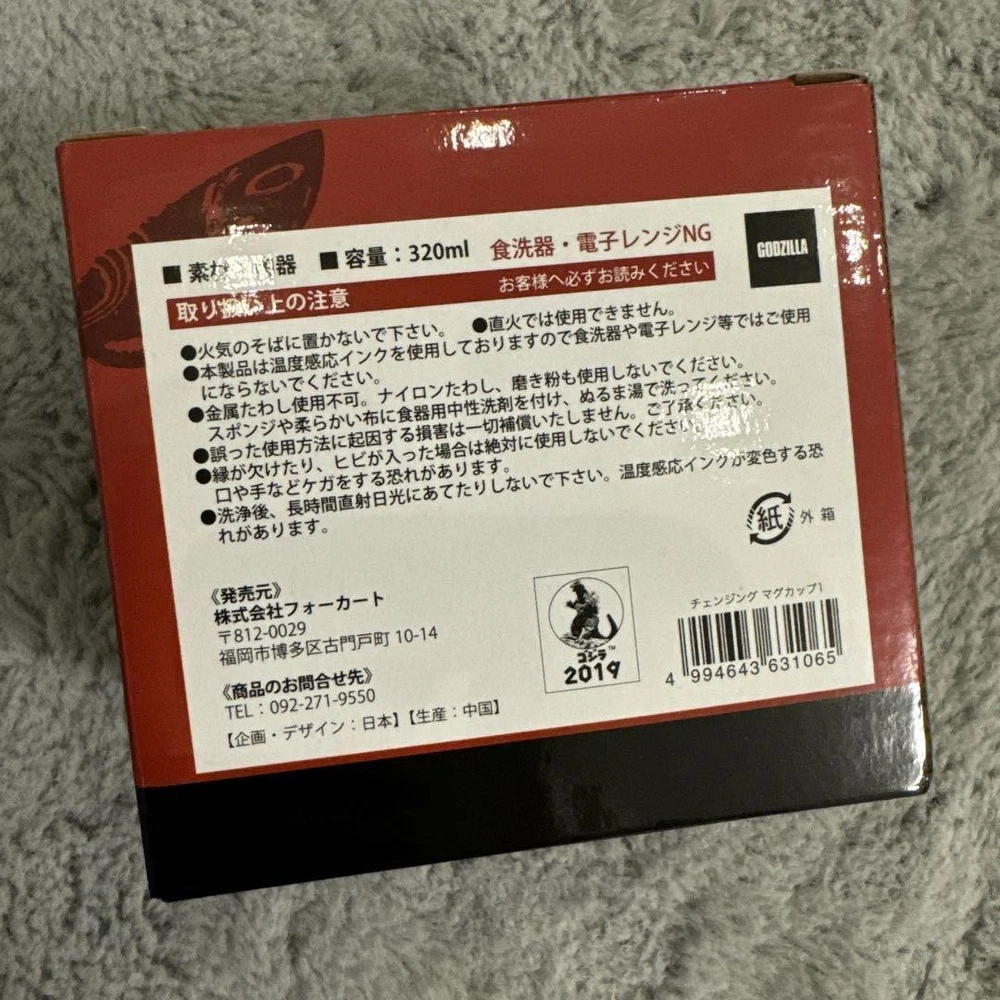 ■ 素材 器 ■ 容量：320ml 食洗器・電子レンジNG
GODZILLA
取り 上の注意 お客様へ必ずお読みください
●火気のそばに置かないで下さい。 ●直火では使用できません。
●本製品は温度感応インクを使用しておりますので食洗器や電子レンジ等ではご使用
にならないでください。
●金属たわし使用不可。ナイロンたわし、磨き粉も使用しないでください。
スポンジや柔らかい布に食器用中性洗剤を付け、ぬるま湯で洗ってください。
●誤った使用方法に起因する損害は一切補償いたしません。ご了承ください。
●縁が欠けたり、ヒビが入った場合は絶対に使用しないでください。
口や手などケガをする恐れがあります。
●洗浄後、長時間直射日光にあてたりしないで下さい。温度感応インクが変色する恐
れがあります。
紙 外箱
《発売元》
株式会社フォーカート
〒812-0029
福岡市博多区古門戸町 10-14
《商品のお問合せ先》
TEL：092-271-9550
【企画・デザイン：日本】【生産：中国】
ゴジラ™
2019
チェンジング マグカップ1
4 994643 631065